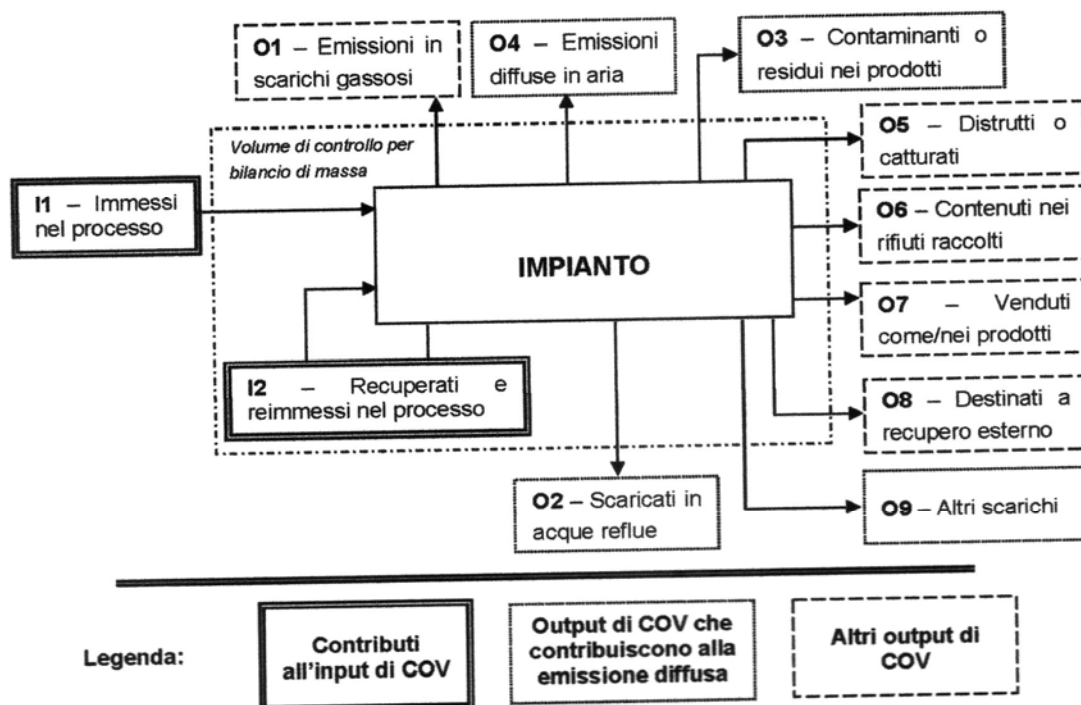 O1 – Emissioni in
scarichi gassosi
O4 – Emissioni
diffuse in aria
O3 – Contaminanti o
residui nei prodotti
Volume di controllo per
bilancio di massa
O5 – Distrutti o
catturati
I1 – Immessi
nel processo
O6 – Contenuti nei
rifiuti raccolti
IMPIANTO
O7 – Venduti
come/nei prodotti
I2 – Recuperati e
reimmessi nel processo
O8 – Destinati a
recupero esterno
O2 – Scaricati in
acque reflue
O9 – Altri scarichi
Legenda:
Contributi
all'input di COV
Output di COV che
contribuiscono alla
emissione diffusa
Altri output di
COV